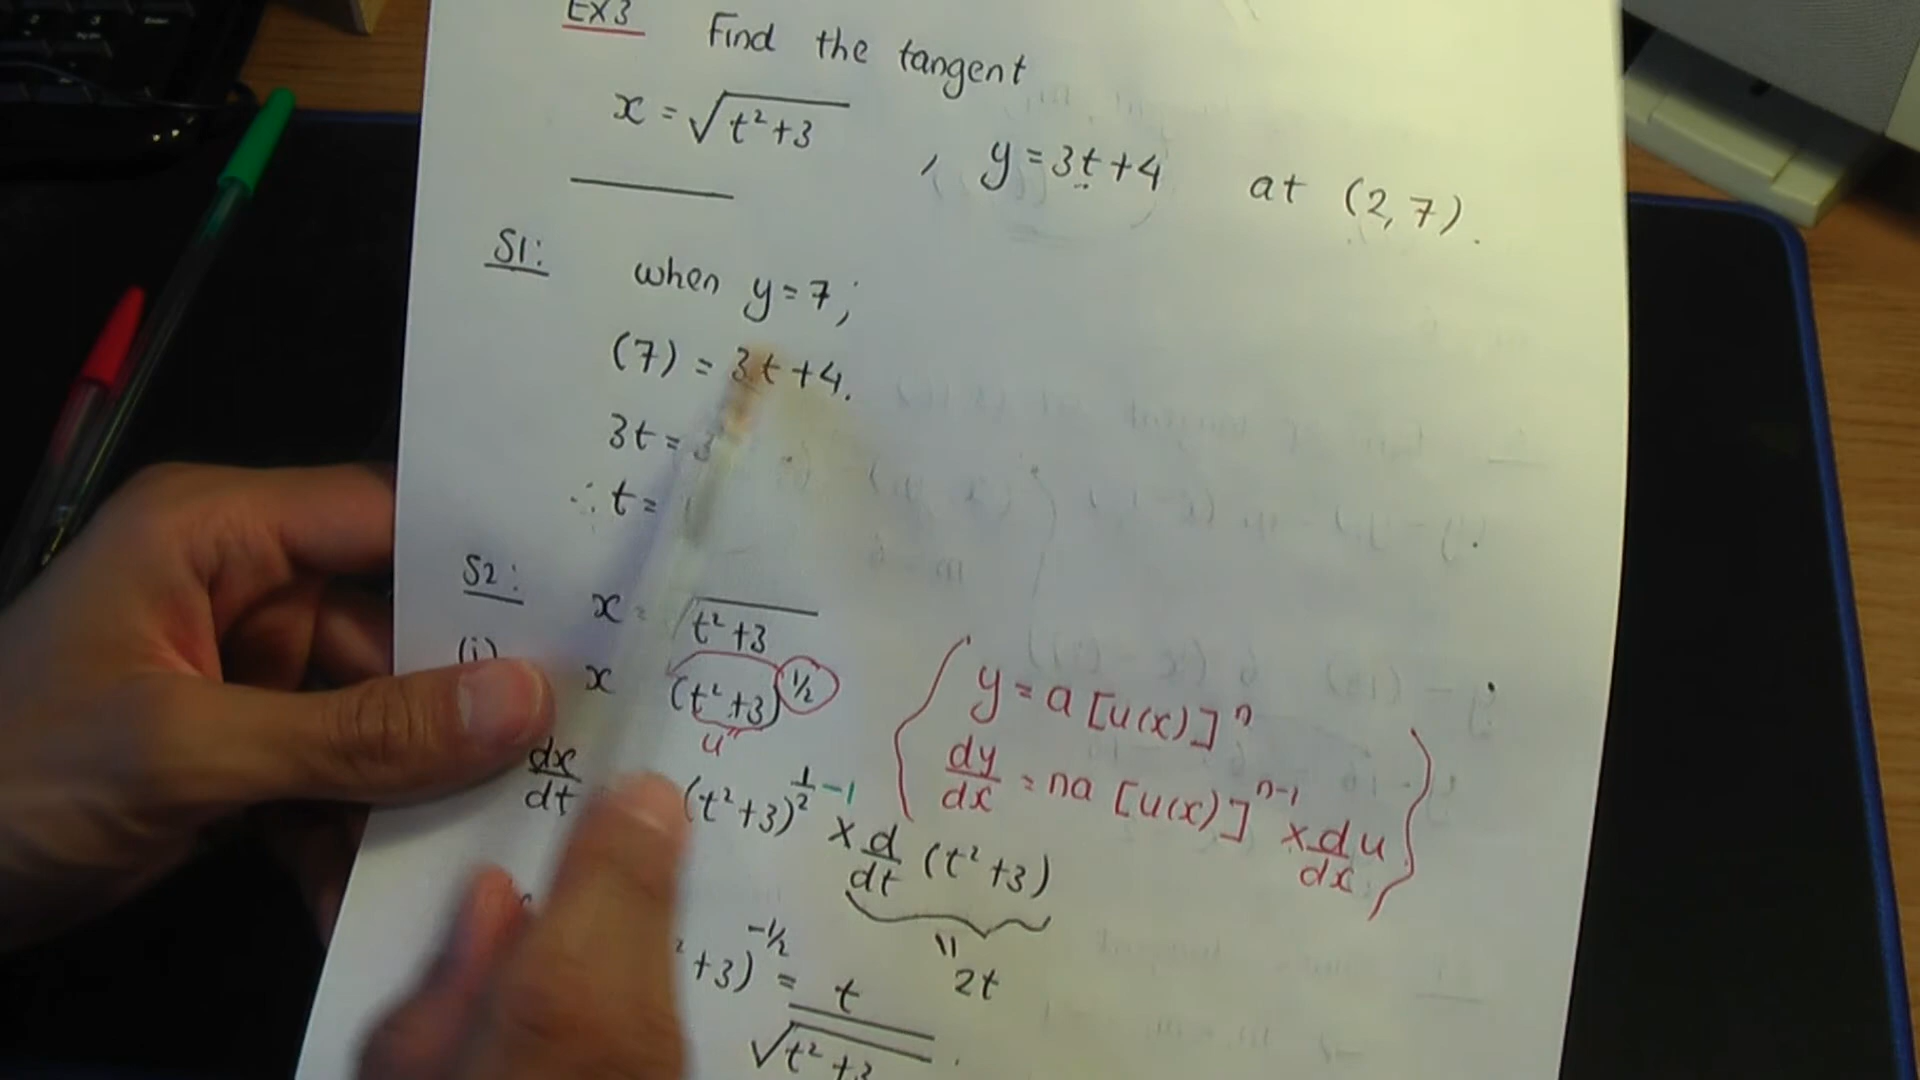 EX3 Find the tangent
x = √(t²+3) , y = 3t+4 at (2,7).
S1: when y = 7;
(7) = 3t +4.
3t = 3
∴ t =
S2: x = √(t²+3)
(i) x (t²+3)^½
u
y = a [u(x)]ⁿ
dy/dx = na [u(x)]ⁿ⁻¹ × du/dx
dx/dt (t²+3)^(1/2 -1) × d/dt (t²+3)
²+3)^-½ = t/√(t²+3)
2t